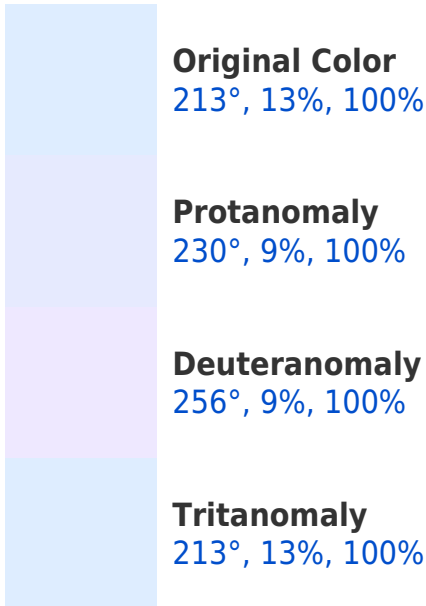 Original Color
213°, 13%, 100%
Protanomaly
230°, 9%, 100%
Deuteranomaly
256°, 9%, 100%
Tritanomaly
213°, 13%, 100%